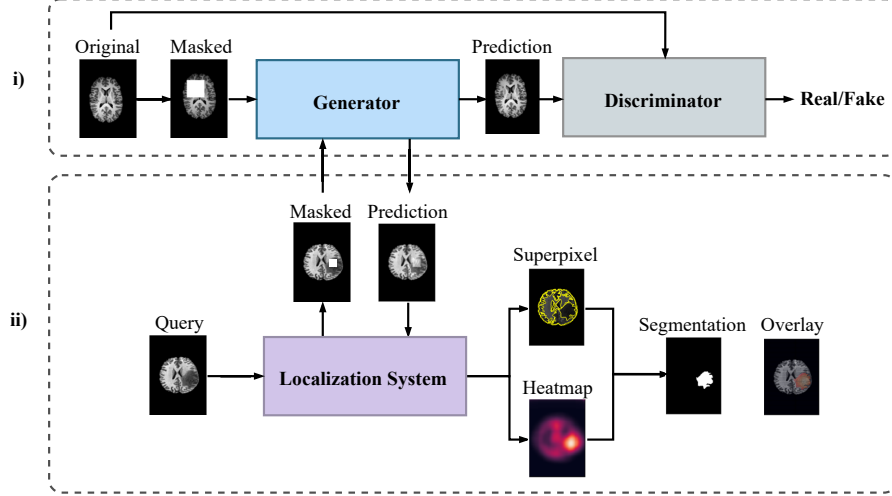 Original
Masked
Prediction
i)
Generator
Discriminator
Real/Fake
Masked
Prediction
Superpixel
ii)
Query
Segmentation
Overlay
Localization System
Heatmap